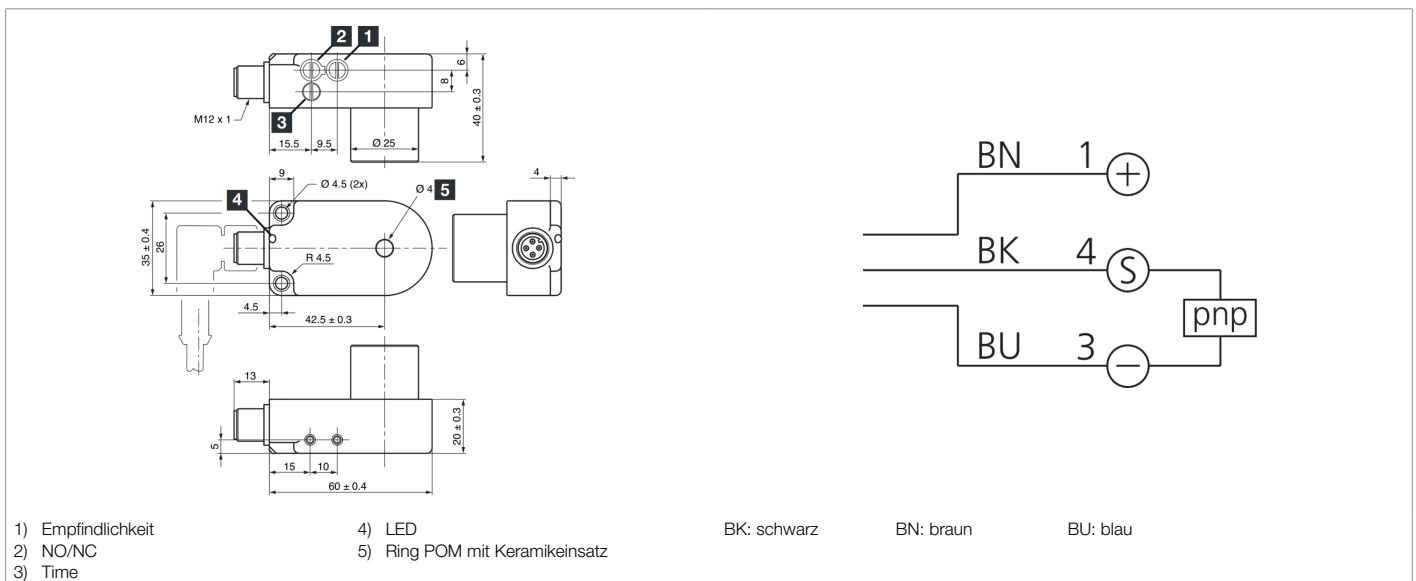 2 1
6
8
40 ± 0.3
M12 x 1
3
15.5 9.5 Ø 25
9
Ø 4.5 (2x)
Ø 4 5
4
4
35 ± 0.4
26
R 4.5
4.5
42.5 ± 0.3
13
5
20 ± 0.3
15 10
60 ± 0.4
BN 1 +
BK 4 S
pnp
BU 3 −
1) Empfindlichkeit
2) NO/NC
3) Time
4) LED
5) Ring POM mit Keramikeinsatz
BK: schwarz BN: braun BU: blau